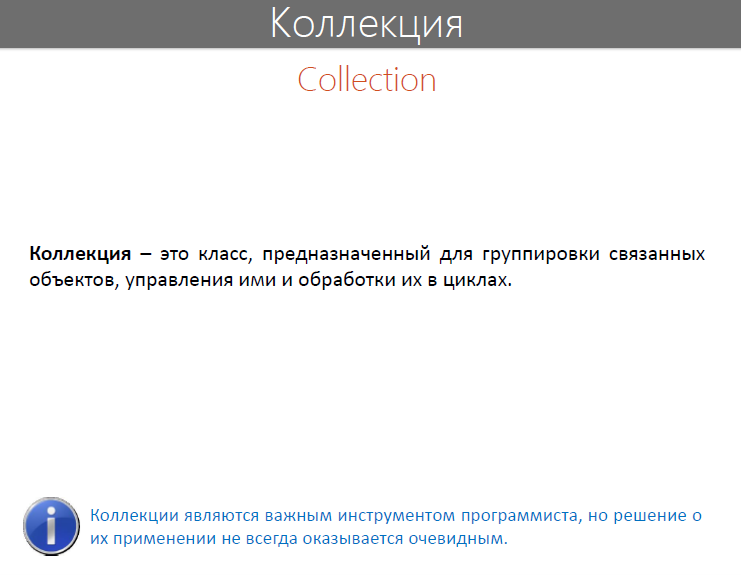 Коллекция
Collection
Коллекция – это класс, предназначенный для группировки связанных
объектов, управления ими и обработки их в циклах.
Коллекции являются важным инструментом программиста, но решение о
их применении не всегда оказывается очевидным.